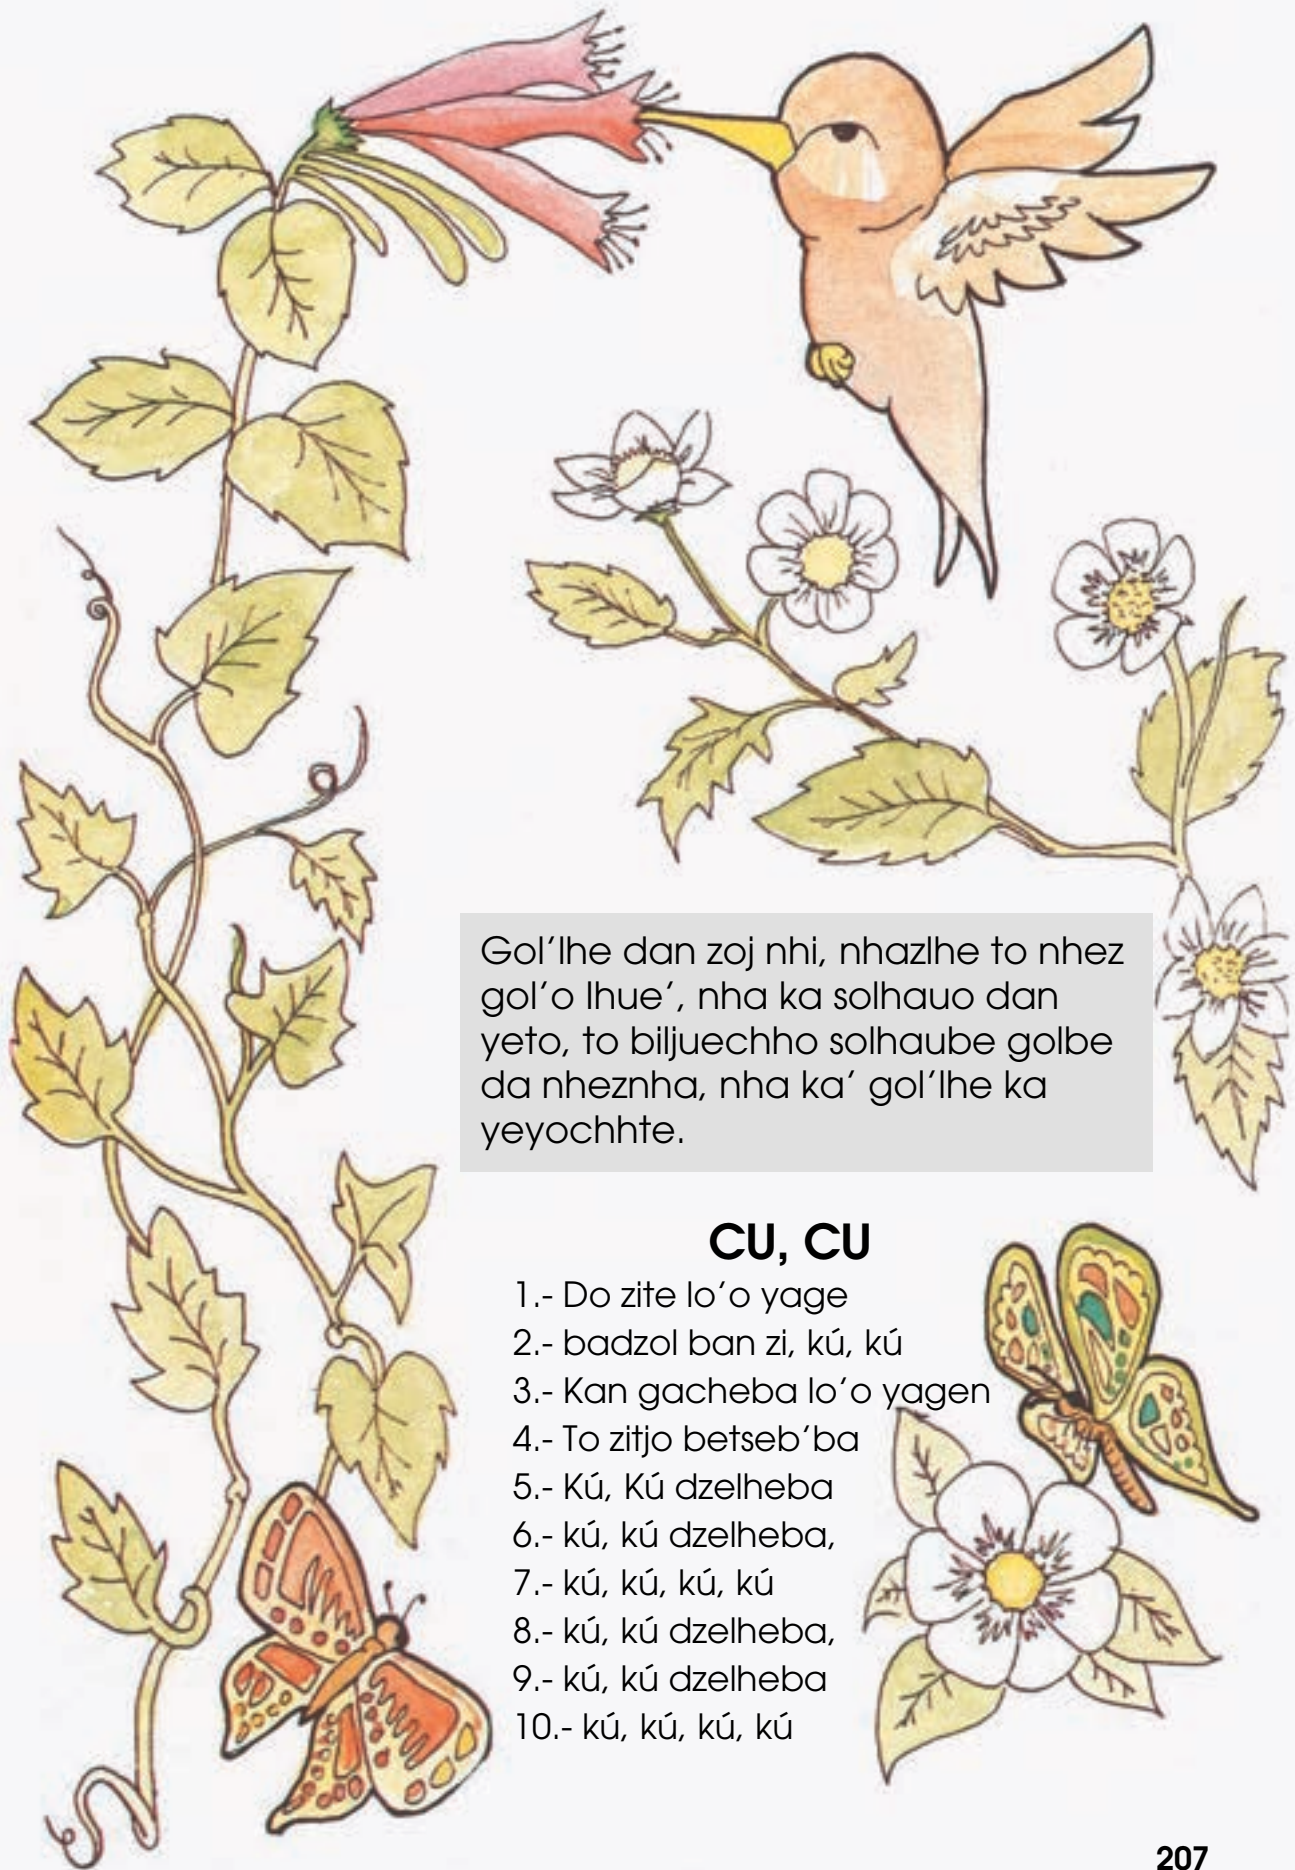 Gol’lhe dan zoj nhi, nhazlhe to nhez
gol’o lhue’, nha ka solhauo dan
yeto, to biljuechho solhaube golbe
da nheznha, nha ka’ gol’lhe ka
yeyochhte.
CU, CU
1.- Do zite lo’o yage
2.- badzol ban zi, kú, kú
3.- Kan gacheba lo’o yagen
4.- To zitjo betseb’ba
5.- Kú, Kú dzelheba
6.- kú, kú dzelheba,
7.- kú, kú, kú, kú
8.- kú, kú dzelheba,
9.- kú, kú dzelheba
10.- kú, kú, kú, kú
207